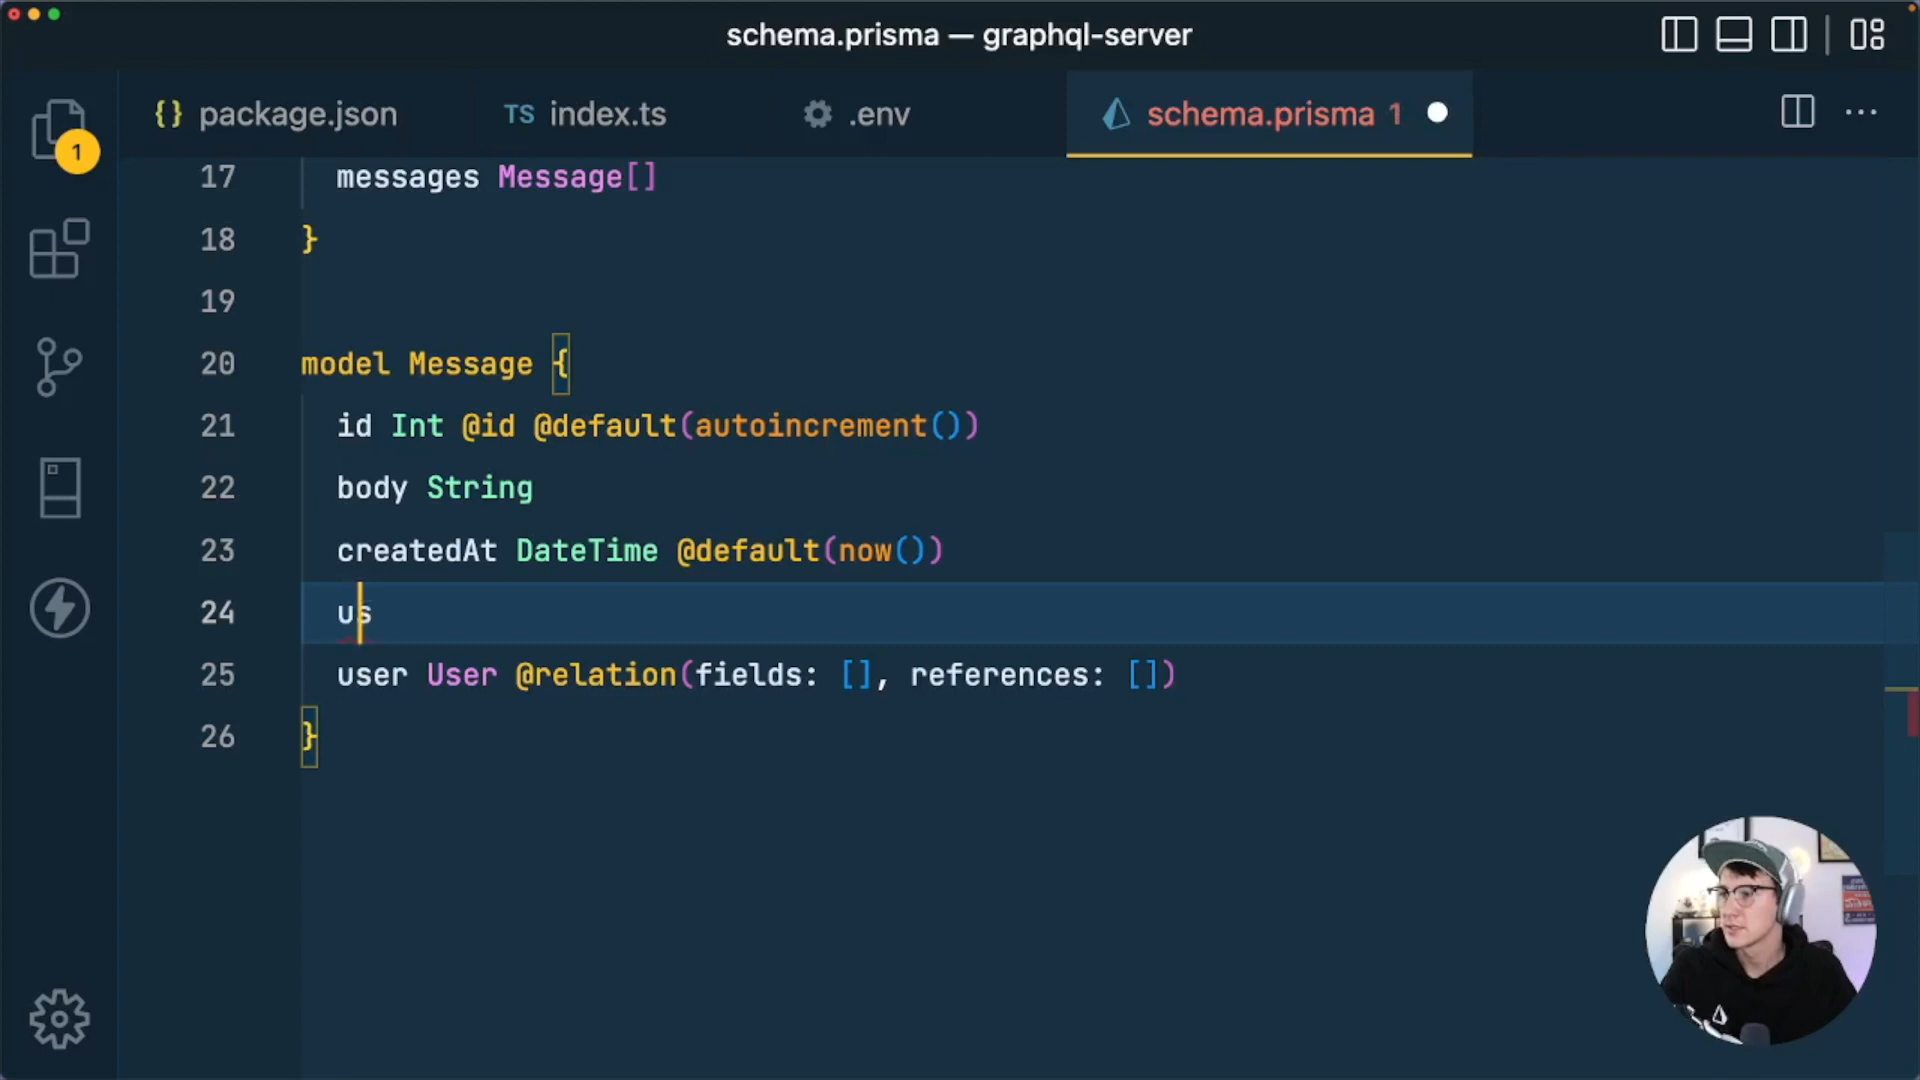 schema.prisma — graphql-server
{} package.json TS index.ts .env schema.prisma 1
1
17 messages Message[]
18 }
19
20 model Message {
21 id Int @id @default(autoincrement())
22 body String
23 createdAt DateTime @default(now())
24 us
25 user User @relation(fields: [], references: [])
26 }